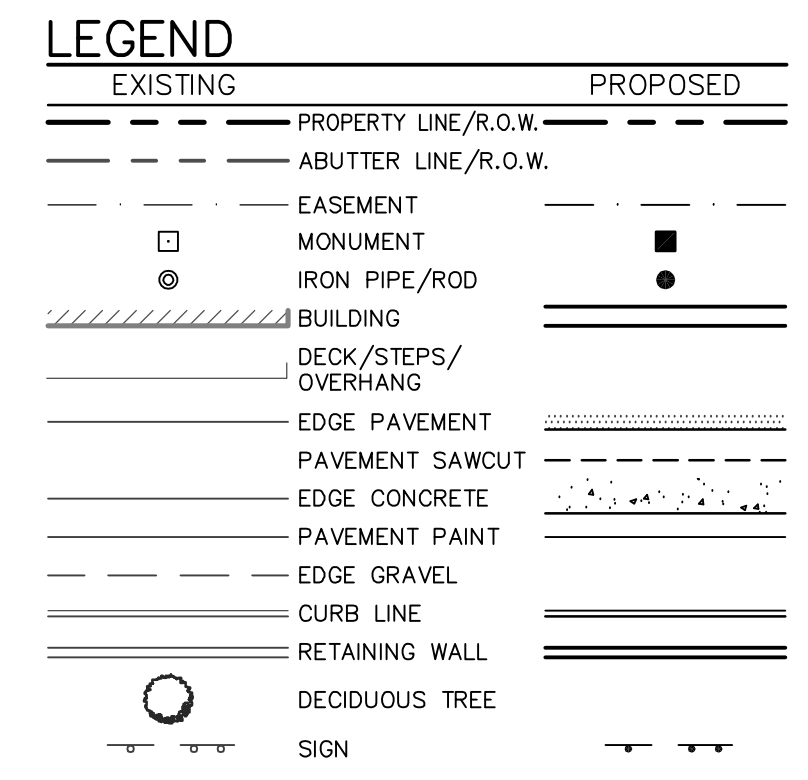 LEGEND
EXISTING PROPOSED
PROPERTY LINE/R.O.W.
ABUTTER LINE/R.O.W.
EASEMENT
MONUMENT
IRON PIPE/ROD
BUILDING
DECK/STEPS/
OVERHANG
EDGE PAVEMENT
PAVEMENT SAWCUT
EDGE CONCRETE
PAVEMENT PAINT
EDGE GRAVEL
CURB LINE
RETAINING WALL
DECIDUOUS TREE
SIGN